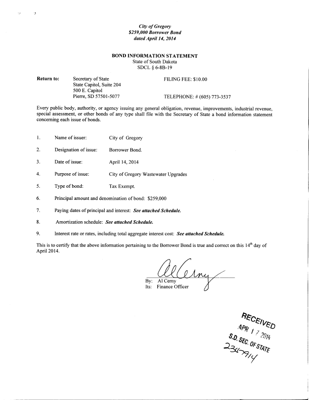 City of Gregory
$259,000 Borrower Bond
dated April 14, 2014
BOND INFORMATION STATEMENT
State of South Dakota
SDCL § 6-8B-19
Return to: Secretary of State FILING FEE: $10.00
State Capitol, Suite 204
500 E. Capitol
Pierre, SD 57501-5077 TELEPHONE: # (605) 773-3537
Every public body, authority, or agency issuing any general obligation, revenue, improvements, industrial revenue,
special assessment, or other bonds of any type shall file with the Secretary of State a bond information statement
concerning each issue of bonds.
1. Name of issuer: City of Gregory
2. Designation of issue: Borrower Bond.
3. Date of issue: April 14, 2014
4. Purpose of issue: City of Gregory Wastewater Upgrades
5. Type of bond: Tax Exempt.
6. Principal amount and denomination of bond: $259,000
7. Paying dates of principal and interest: See attached Schedule.
8. Amortization schedule: See attached Schedule.
9. Interest rate or rates, including total aggregate interest cost: See attached Schedule.
This is to certify that the above information pertaining to the Borrower Bond is true and correct on this 14th day of
April 2014.
Al Cerny
By: Al Cerny
Its: Finance Officer
RECEIVED
APR 17 2014
S.D. SEC. OF STATE